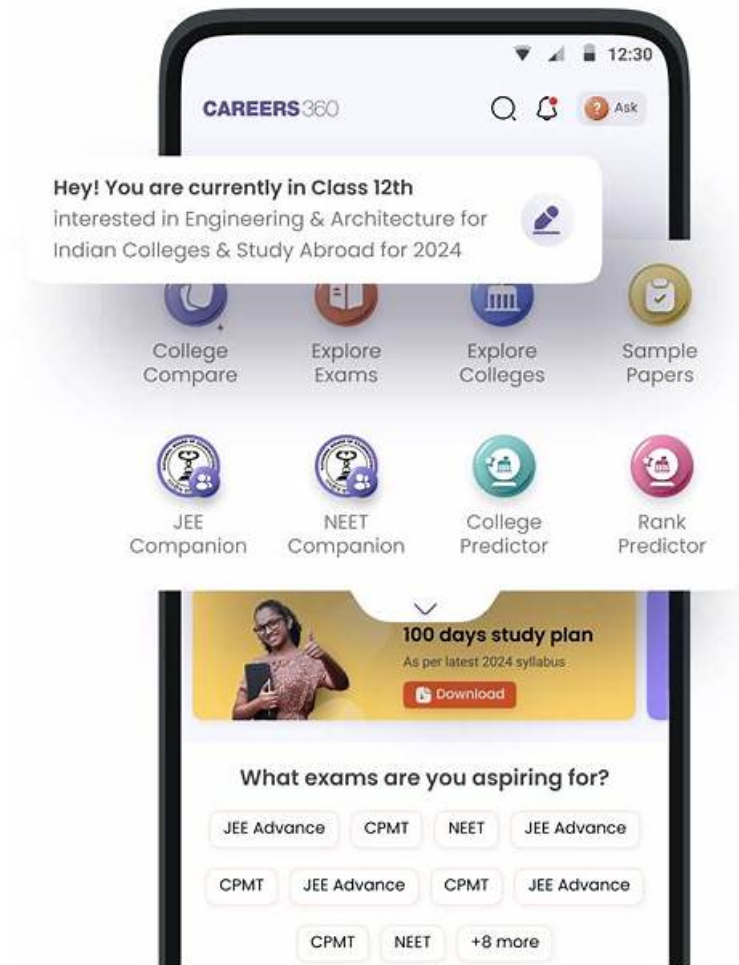 12:30
CAREERS360
Ask
Hey! You are currently in Class 12th
interested in Engineering & Architecture for
Indian Colleges & Study Abroad for 2024
College
Compare
Explore
Exams
Explore
Colleges
Sample
Papers
JEE
Companion
NEET
Companion
College
Predictor
Rank
Predictor
100 days study plan
As per latest 2024 syllabus
Download
What exams are you aspiring for?
JEE Advance CPMT NEET JEE Advance
CPMT JEE Advance CPMT JEE Advance
CPMT NEET +8 more